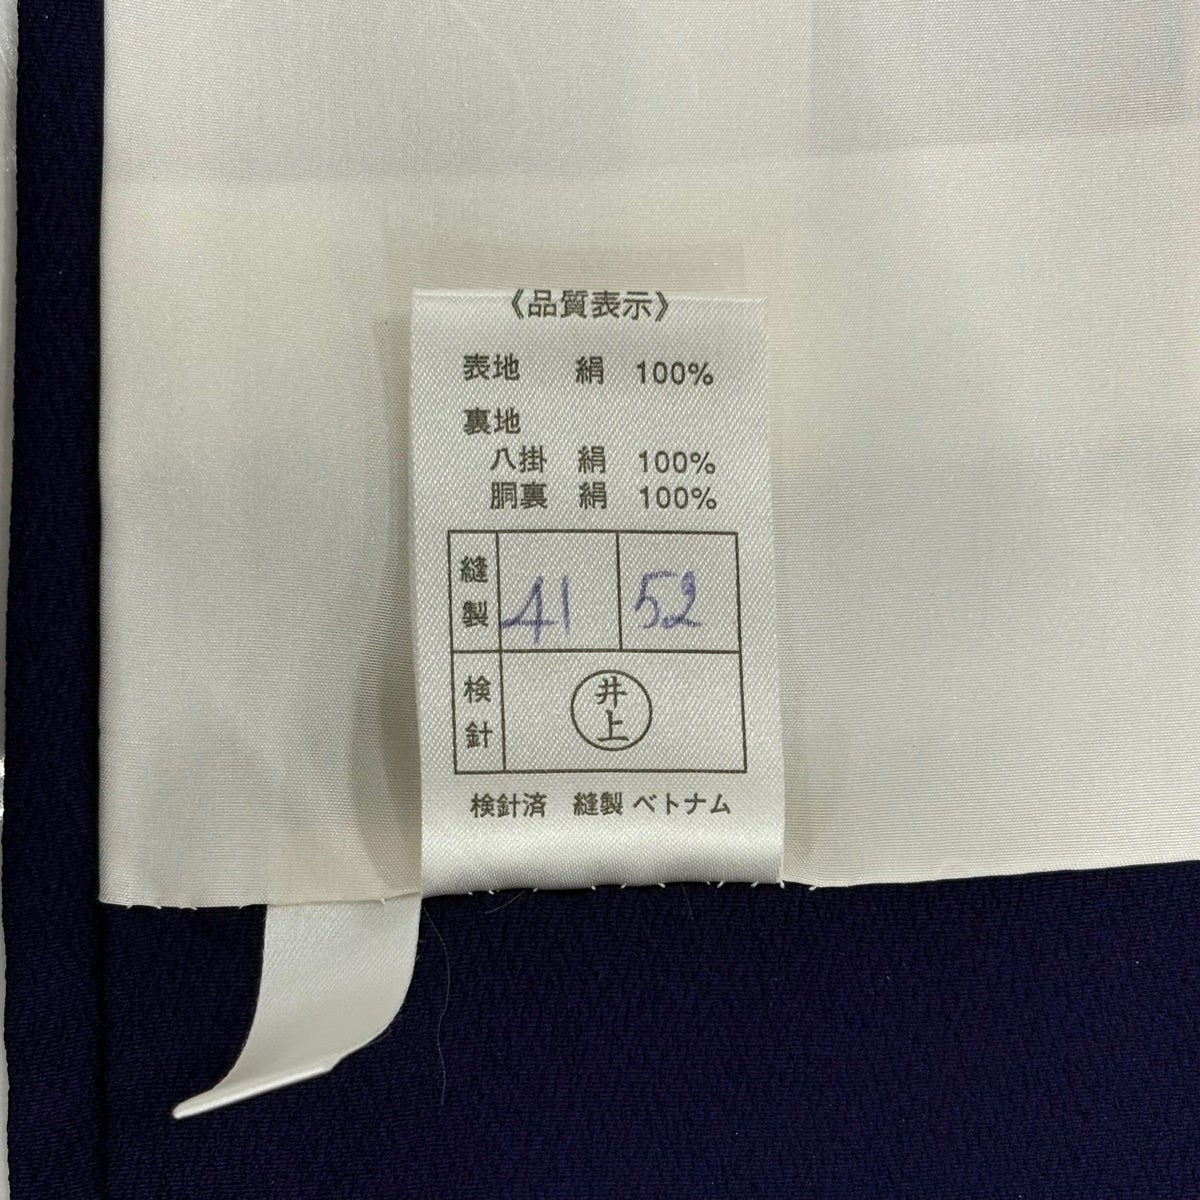 《品質表示》
表地 絹 100%
裏地
八掛 絹 100%
胴裏 絹 100%
縫製 41 52
検針 井上
検針済 縫製 ベトナム